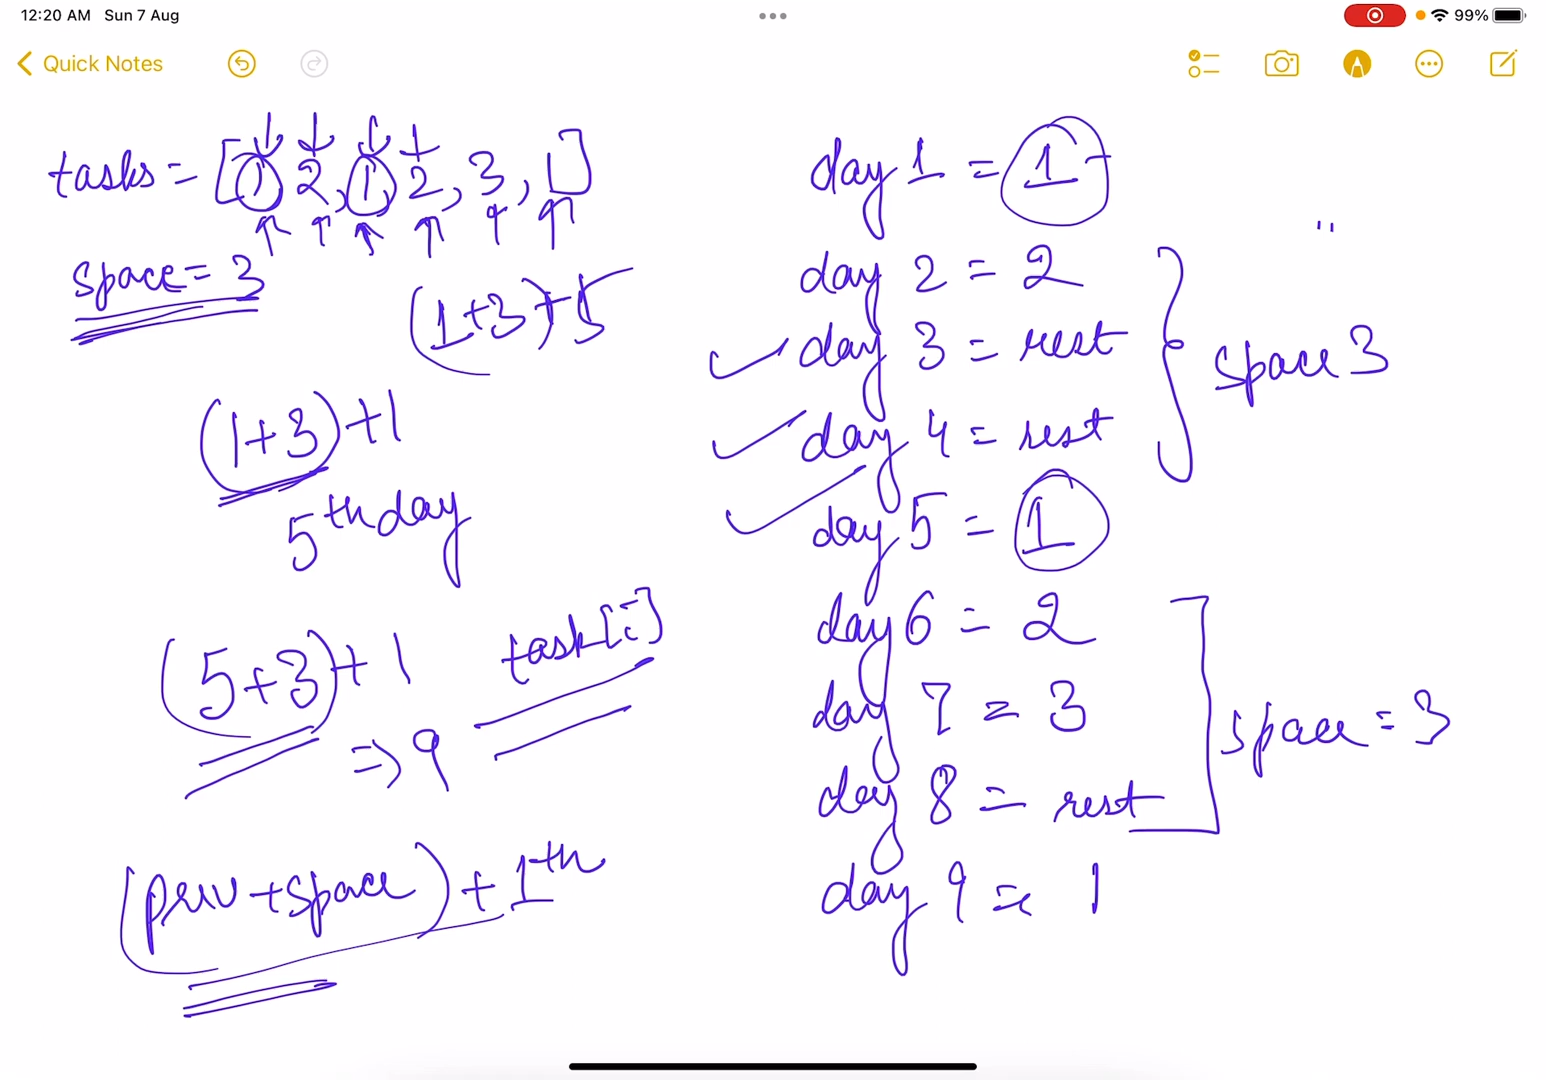 12:20 AM Sun 7 Aug
99%
Quick Notes
tasks = [1, 2, 1, 2, 3, 1]
space = 3
(1+3)+5
(1+3)+1
5th day
(5+3)+1
=> 9
task[i]
(prev+space)+1th
day 1 = 1
day 2 = 2
day 3 = rest
day 4 = rest
space 3
day 5 = 1
day 6 = 2
day 7 = 3
day 8 = rest
space = 3
day 9 = 1